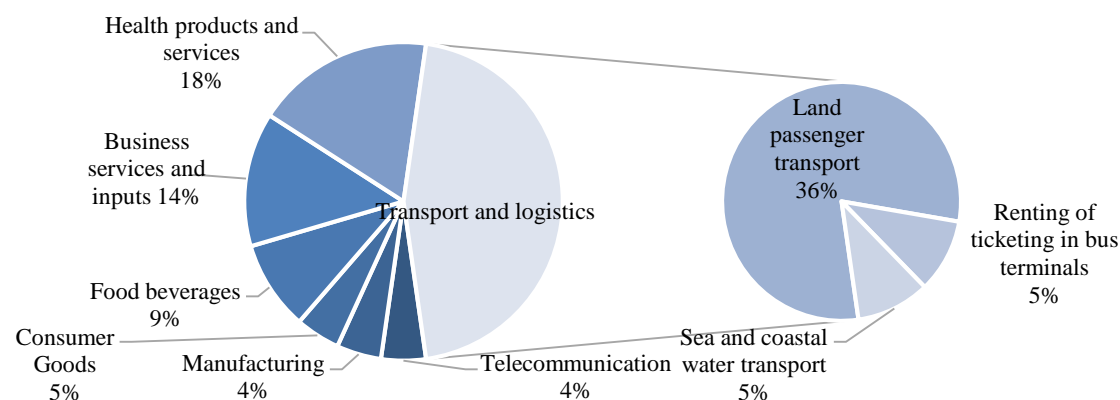 Health products and
services
18%
Business
services and
inputs 14%
Food beverages
9%
Consumer
Goods
5%
Manufacturing
4%
Telecommunication
4%
Transport and logistics
Land
passenger
transport
36%
Renting of
ticketing in bus
terminals
5%
Sea and coastal
water transport
5%